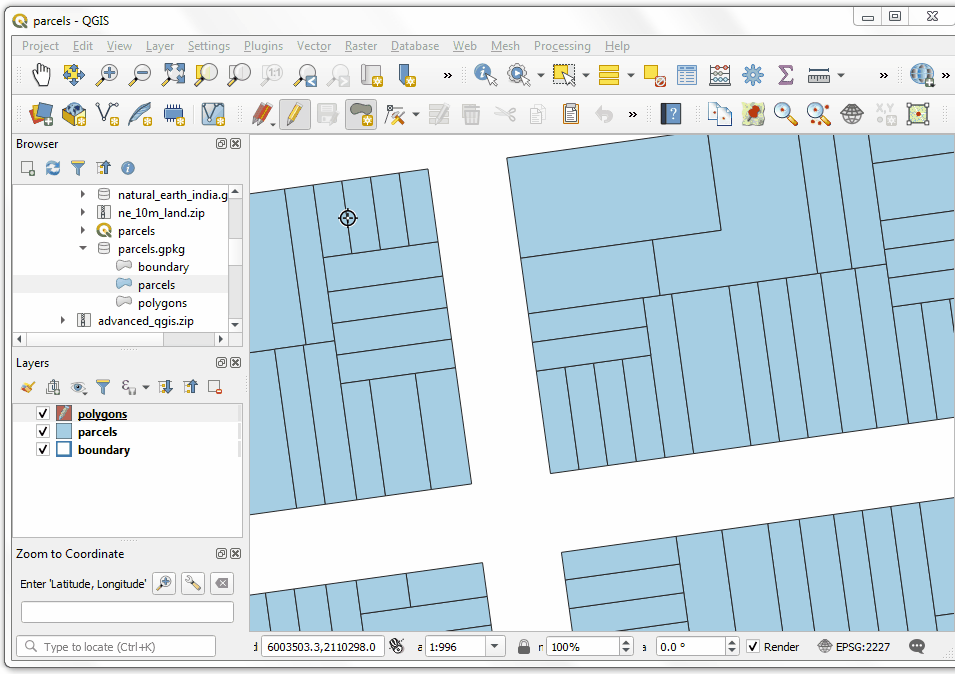 parcels - QGIS
Project Edit View Layer Settings Plugins Vector Raster Database Web Mesh Processing Help
1:1
»
»
»
»
?
Browser
natural_earth_india.g
ne_10m_land.zip
parcels
parcels.gpkg
boundary
parcels
polygons
advanced_qgis.zip
Layers
polygons
parcels
boundary
Zoom to Coordinate
Enter 'Latitude, Longitude'
Type to locate (Ctrl+K)
6003503.3,2110298.0 1:996 100% 0.0 ° Render EPSG:2227